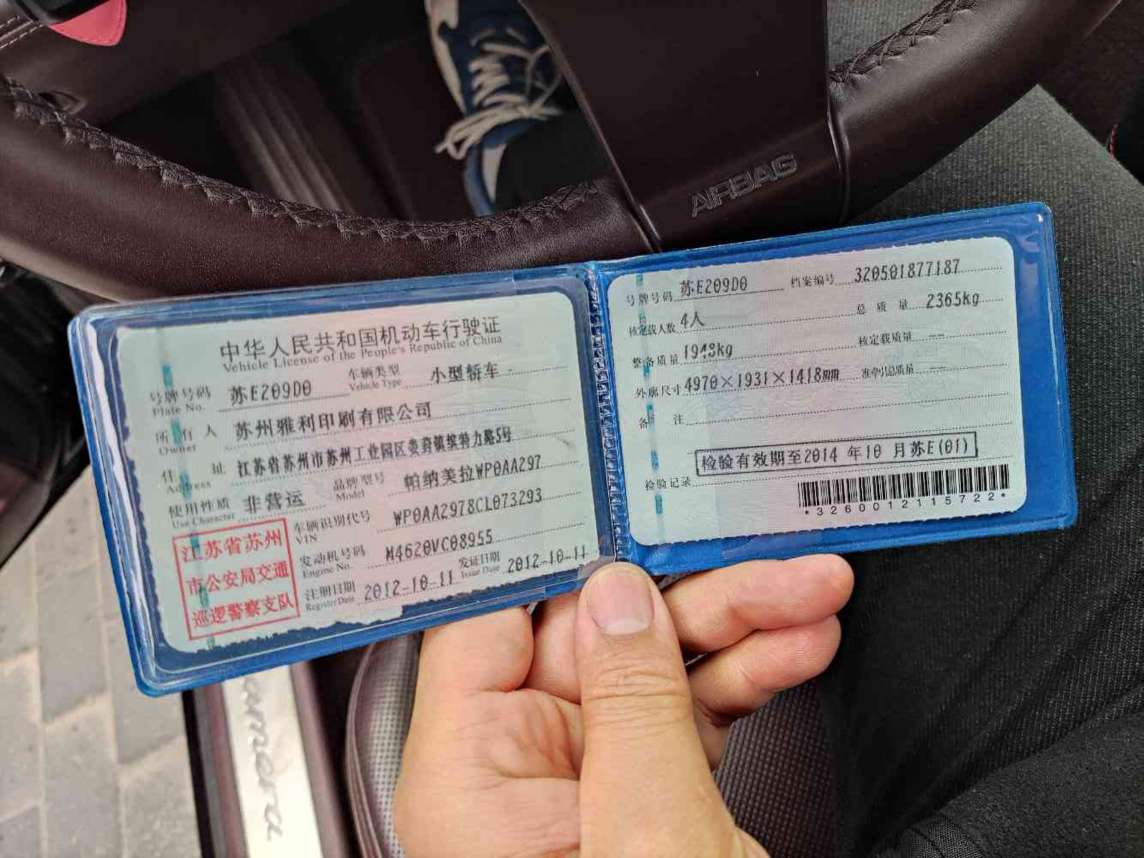 AIRBAG
中华人民共和国机动车行驶证
Vehicle License of the People's Republic of China
号牌号码 苏E209D0 车辆类型 小型轿车
Plate No. Vehicle Type
所有人 苏州雅利印刷有限公司
Owner
住址 江苏省苏州市苏州工业园区娄葑镇缤特力路5号
Address
使用性质 非营运 品牌型号 帕纳美拉WP0AA297
Use Character Model
江苏省苏州
市公安局交通
巡逻警察支队
车辆识别代号 WP0AA2978CL073293
VIN
发动机号码 M4620VC08955
Engine No.
注册日期 2012-10-11 发证日期 2012-10-11
Register Date Issue Date
号牌号码 苏E209D0 档案编号 320501877187
核定载人数 4人 总质量 2365kg
整备质量 1943kg 核定载质量 --
外廓尺寸 4970×1931×1418mm 准牵引总质量 --
备注
检验有效期至2014年10月苏E(01)
检验记录
*3260012115722*